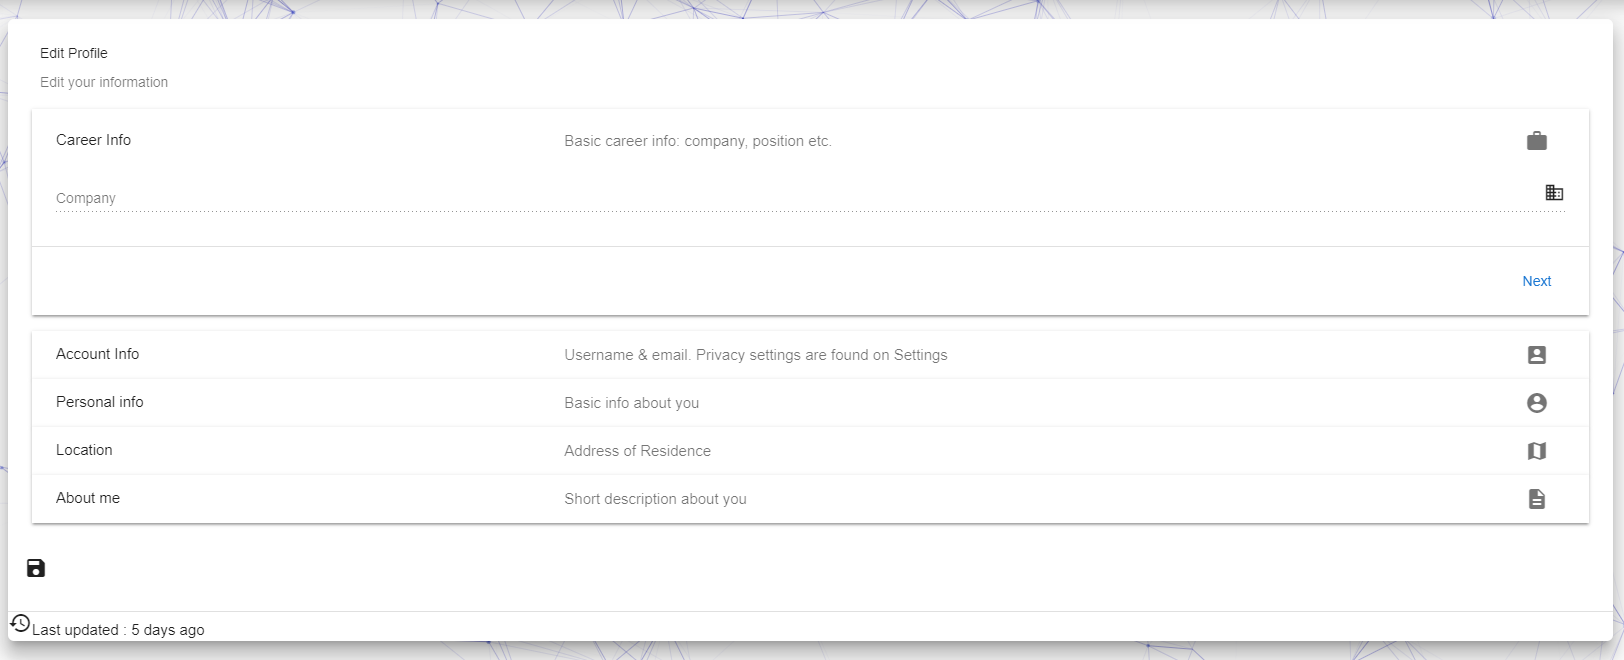 Edit Profile
Edit your information
Career Info Basic career info: company, position etc.
Company
Next
Account Info Username & email. Privacy settings are found on Settings
Personal info Basic info about you
Location Address of Residence
About me Short description about you
Last updated : 5 days ago